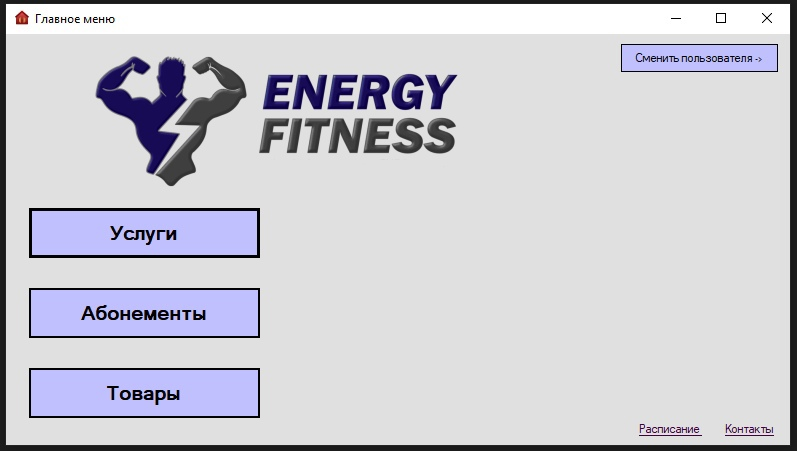 Главное меню
Сменить пользователя ->
ENERGY
FITNESS
Услуги
Абонементы
Товары
Расписание Контакты